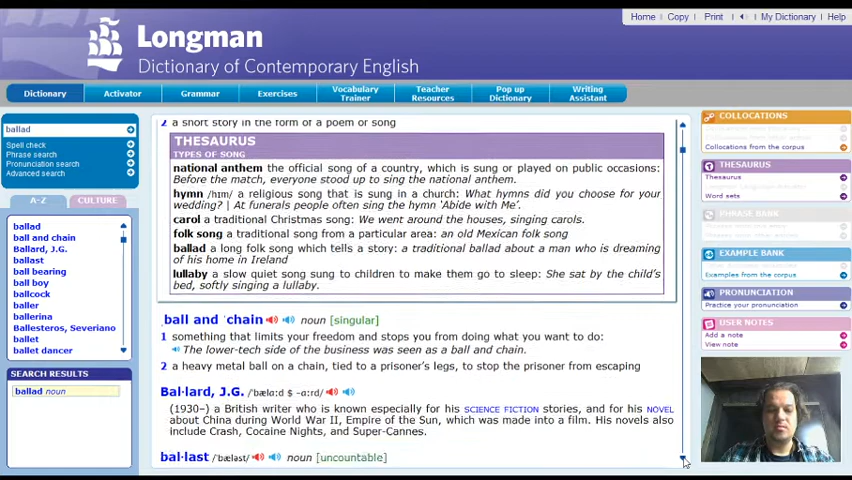 Home | Copy | Print | My Dictionary | Help
Longman
Dictionary of Contemporary English
Dictionary Activator Grammar Exercises Vocabulary Trainer Teacher Resources Pop up Dictionary Writing Assistant
ballad
Spell check
Phrase search
Pronunciation search
Advanced search
A-Z CULTURE
ballad
ball and chain
Ballard, J.G.
ballast
ball bearing
ball boy
ballcock
baller
ballerina
Ballesteros, Severiano
ballet
ballet dancer
SEARCH RESULTS
ballad noun
2 a short story in the form of a poem or song
THESAURUS
TYPES OF SONG
national anthem the official song of a country, which is sung or played on public occasions:
Before the match, everyone stood up to sing the national anthem.
hymn /hɪm/ a religious song that is sung in a church: What hymns did you choose for your
wedding? | At funerals people often sing the hymn ‘Abide with Me’.
carol a traditional Christmas song: We went around the houses, singing carols.
folk song a traditional song from a particular area: an old Mexican folk song
ballad a long folk song which tells a story: a traditional ballad about a man who is dreaming
of his home in Ireland
lullaby a slow quiet song sung to children to make them go to sleep: She sat by the child’s
bed, softly singing a lullaby.
ˌball and ˈchain noun [singular]
1 something that limits your freedom and stops you from doing what you want to do:
The lower-tech side of the business was seen as a ball and chain.
2 a heavy metal ball on a chain, tied to a prisoner's legs, to stop the prisoner from escaping
Bal·lard, J.G. /ˈbælɑːd $ -ɑːrd/
(1930–) a British writer who is known especially for his SCIENCE FICTION stories, and for his NOVEL
about China during World War II, Empire of the Sun, which was made into a film. His novels also
include Crash, Cocaine Nights, and Super-Cannes.
bal·last /ˈbæləst/ noun [uncountable]
COLLOCATIONS
Collocations from the corpus
THESAURUS
Thesaurus
Word sets
PHRASE BANK
EXAMPLE BANK
Examples from the corpus
PRONUNCIATION
Practice your pronunciation
USER NOTES
Add a note
View note